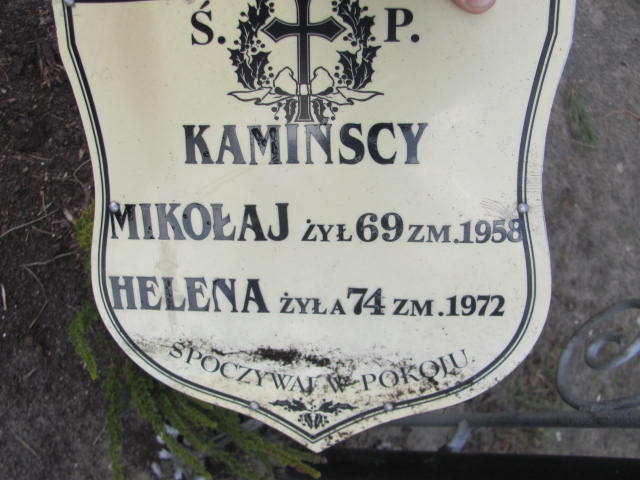 Ś. P.
KAMIŃSCY
MIKOŁAJ ŻYŁ 69 ZM. 1958
HELENA ŻYŁA 74 ZM. 1972
SPOCZYWAJ W POKOJU